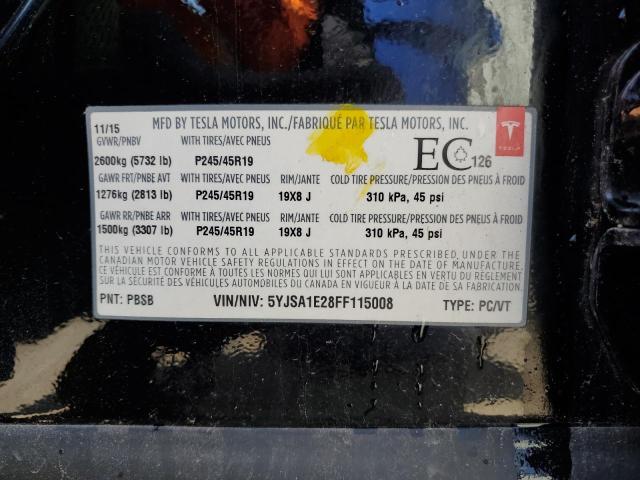 11/15 MFD BY TESLA MOTORS, INC./FABRIQUÉ PAR TESLA MOTORS, INC.
GVWR/PNBV WITH TIRES/AVEC PNEUS
2600kg (5732 lb) P245/45R19 EC 126
TESLA
GAWR FRT/PNBE AVT WITH TIRES/AVEC PNEUS RIM/JANTE COLD TIRE PRESSURE/PRESSION DES PNEUS À FROID
1276kg (2813 lb) P245/45R19 19X8 J 310 kPa, 45 psi
GAWR RR/PNBE ARR WITH TIRES/AVEC PNEUS RIM/JANTE COLD TIRE PRESSURE/PRESSION DES PNEUS À FROID
1500kg (3307 lb) P245/45R19 19X8 J 310 kPa, 45 psi
THIS VEHICLE CONFORMS TO ALL APPLICABLE STANDARDS PRESCRIBED, UNDER THE
CANADIAN MOTOR VEHICLE SAFETY REGULATIONS IN EFFECT ON THE DATE OF MANUFACTURE
CE VÉHICULE EST CONFORME À TOUTES LES NORMES QUI LUI SONT APPLICABLES EN VERTU DU RÈGLEMENT SUR LA
SÉCURITÉ DES VÉHICULES AUTOMOBILES DU CANADA EN VIGUEUR À LA DATE DE SA FABRICATION
PNT: PBSB VIN/NIV: 5YJSA1E28FF115008 TYPE: PC/VT